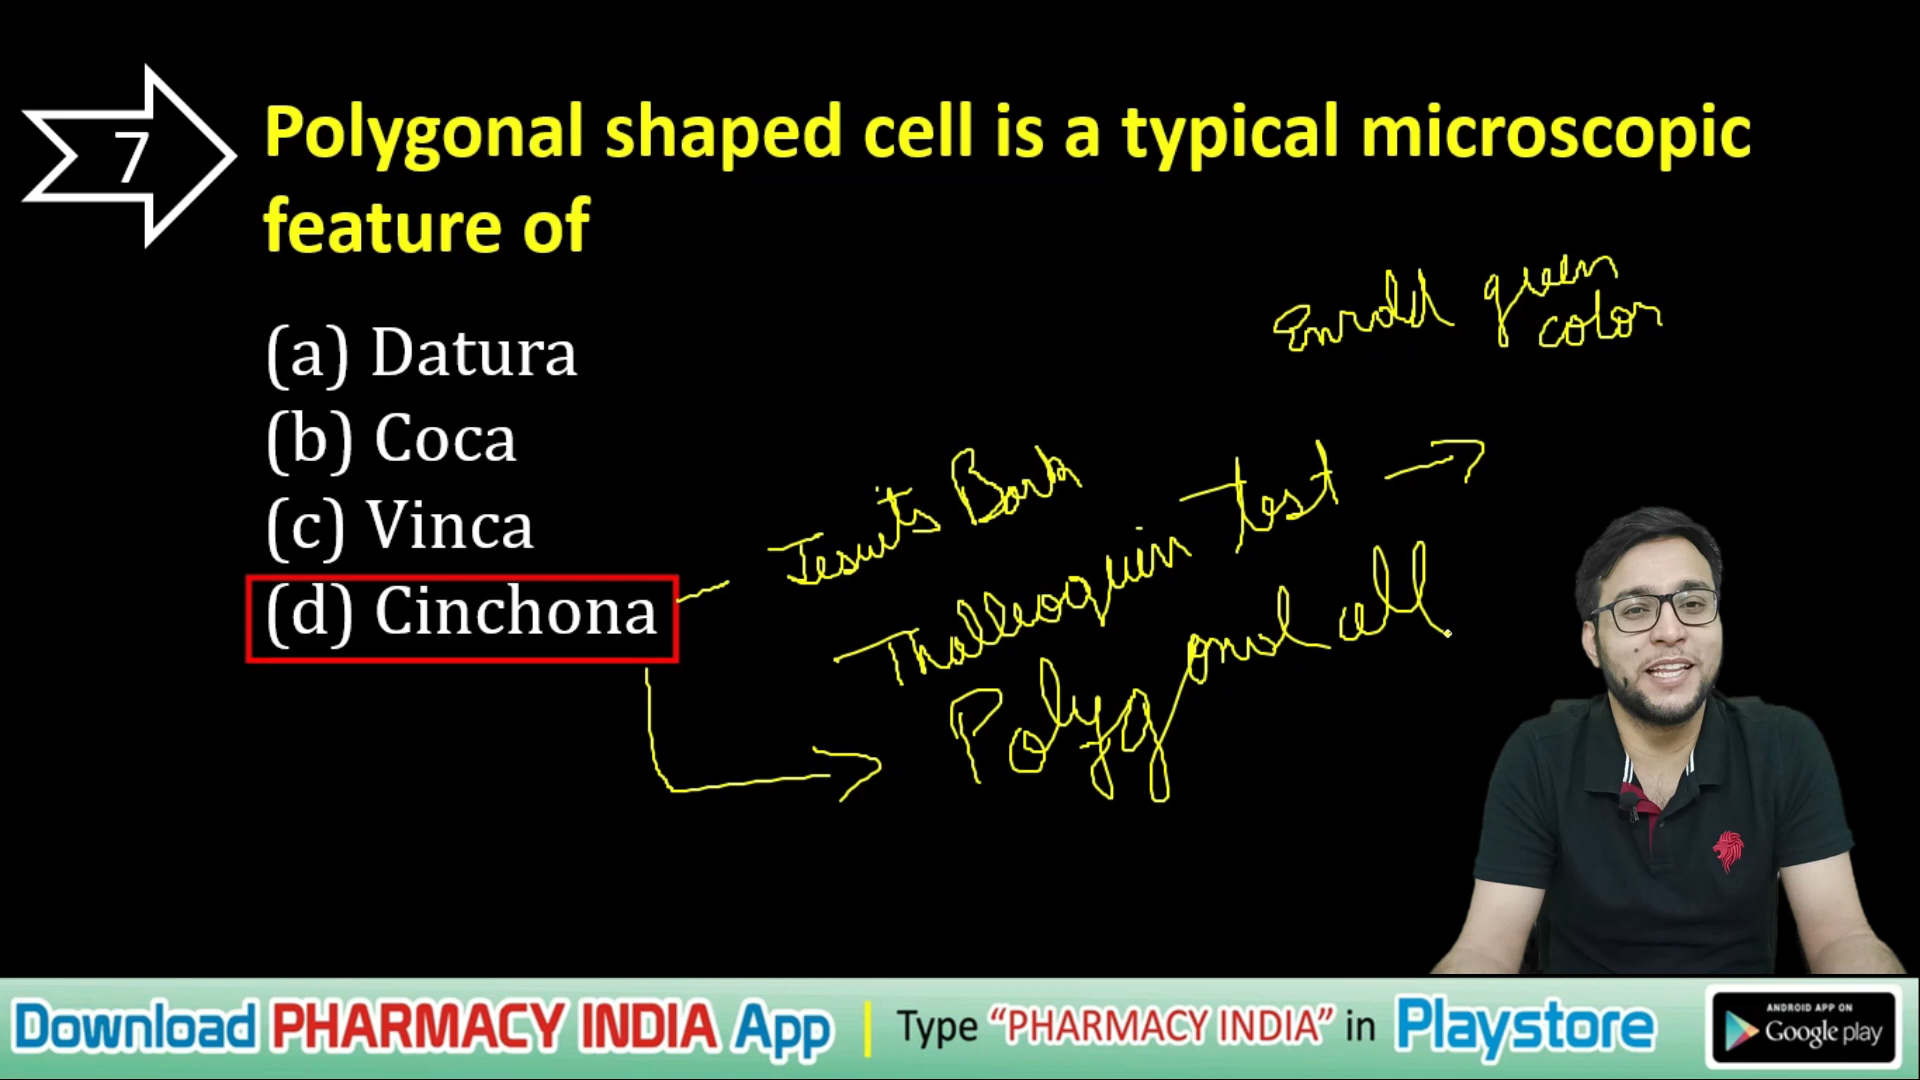 7
Polygonal shaped cell is a typical microscopic
feature of
(a) Datura
(b) Coca
(c) Vinca
(d) Cinchona
green
color
Jesuits Bark
Thalleoquin test
Polygonal cell
Download PHARMACY INDIA App | Type “PHARMACY INDIA” in Playstore
ANDROID APP ON
Google play